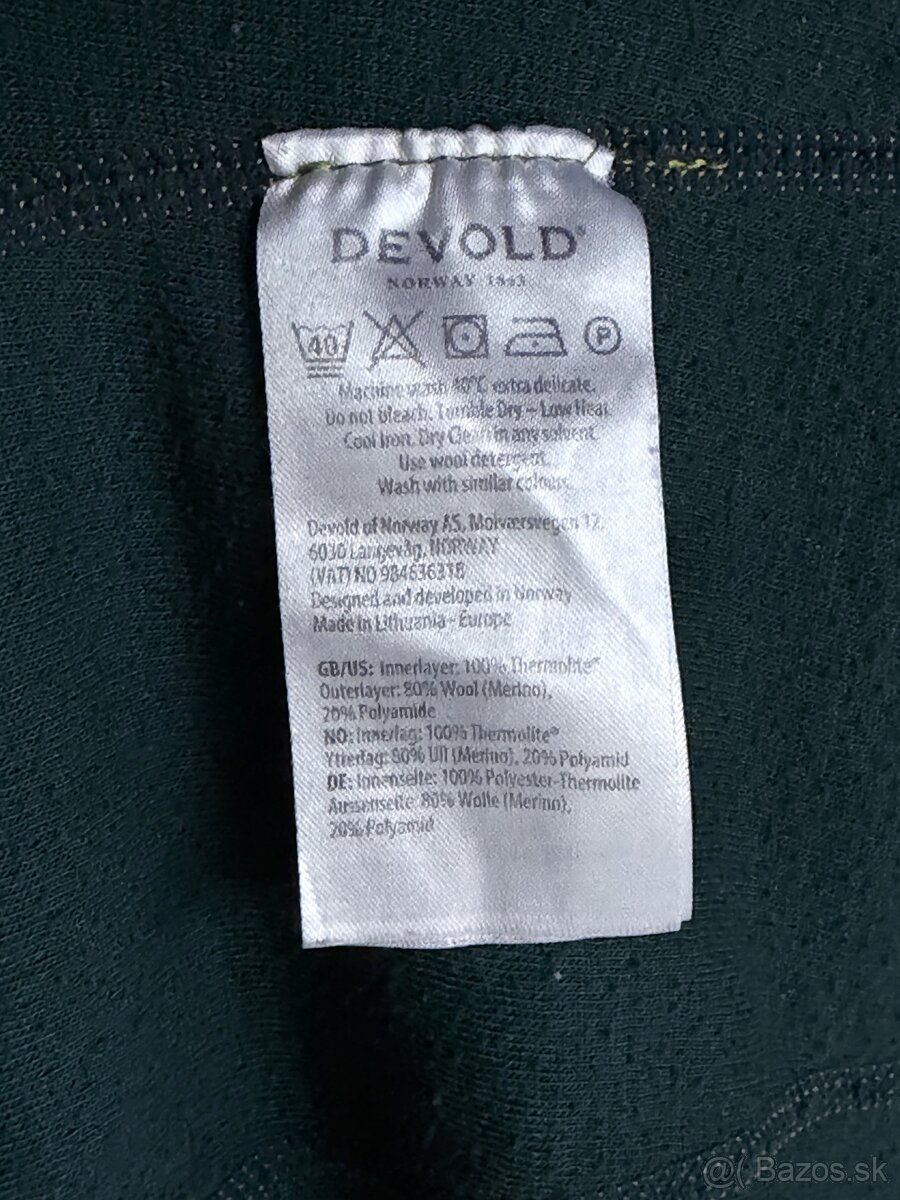 DEVOLD®
NORWAY 1853
40 P
Machine wash 40°C, extra delicate.
Do not bleach. Tumble Dry – Low Heat.
Cool Iron. Dry Clean in any solvent.
Use wool detergent.
Wash with similar colours.
Devold of Norway AS, Molværsvegen 17,
6030 Langevåg, NORWAY
(VAT) NO 984636318
Designed and developed in Norway
Made in Lithuania - Europe
GB/US: Innerlayer: 100% Thermolite®
Outerlayer: 80% Wool (Merino),
20% Polyamide
NO: Innerlag: 100% Thermolite®
Ytterlag: 80% Ull (Merino), 20% Polyamid
DE: Innenseite: 100% Polyester-Thermolite
Aussenseite: 80% Wolle (Merino),
20% Polyamid
@( Bazos.sk